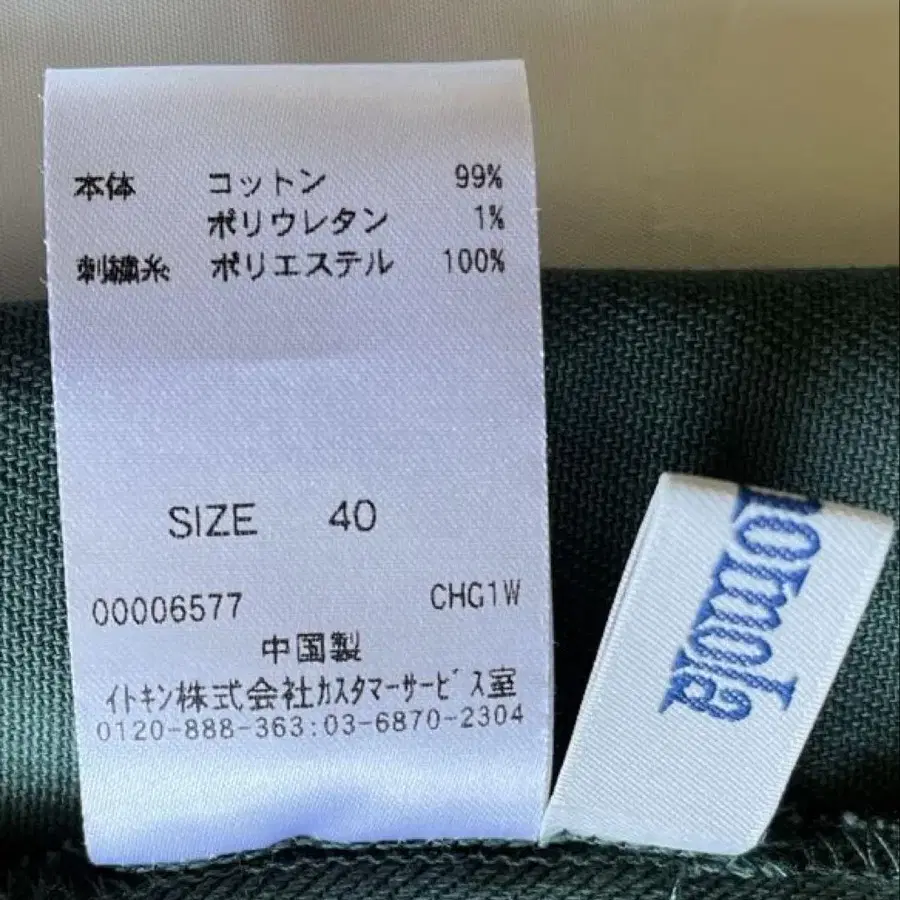 本体 コットン 99%
ポリウレタン 1%
刺繍糸 ポリエステル 100%
SIZE 40
00006577 CHG1W
中国製
イトキン株式会社カスタマーサービス室
0120-888-363:03-6870-2304